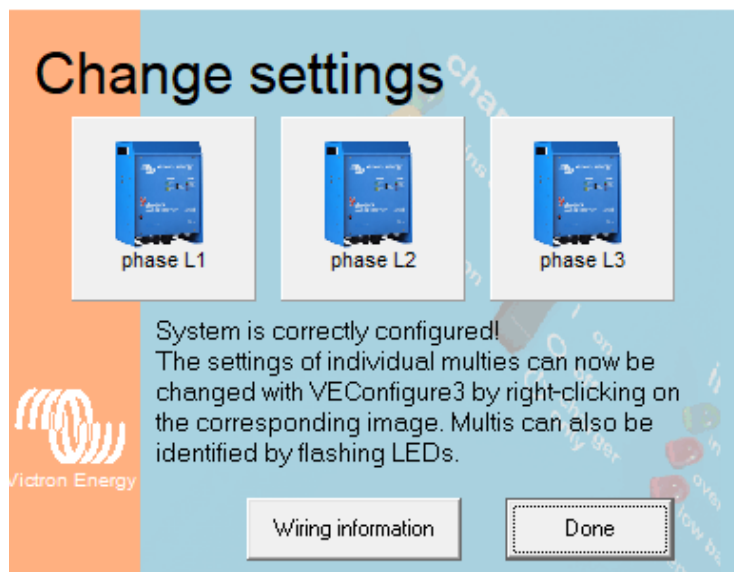 Change settings
phase L1
phase L2
phase L3
System is correctly configured!
The settings of individual multies can now be
changed with VEConfigure3 by right-clicking on
the corresponding image. Multis can also be
identified by flashing LEDs.
Victron Energy
Wiring information
Done